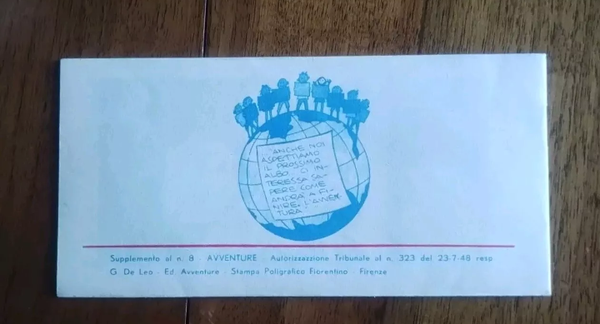 ANCHE NOI
ASPETTIAMO
IL PROSSIMO
ALBO CI IN-
TERESSA SA-
PERE COME
ANDRÀ A FI-
NIRE L'AVVEN
TURA
Supplemento al n. 8 AVVENTURE Autorizzazione Tribunale al n. 323 del 23-7-48 resp
G. De Leo - Ed. Avventure - Stampa Poligrafico Fiorentino - Firenze